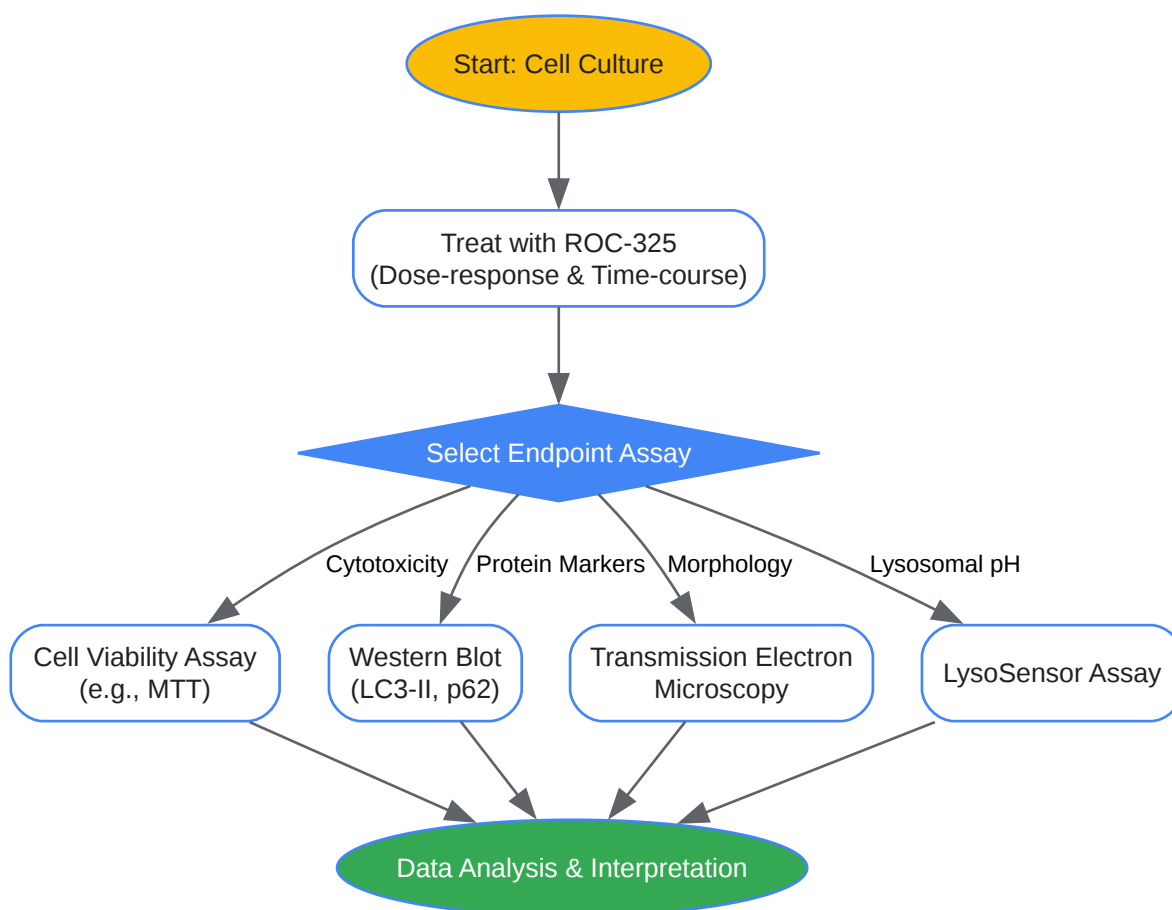 Start: Cell Culture
Treat with ROC-325
(Dose-response & Time-course)
Select Endpoint Assay
Cytotoxicity
Protein Markers
Morphology
Lysosomal pH
Cell Viability Assay
(e.g., MTT)
Western Blot
(LC3-II, p62)
Transmission Electron
Microscopy
LysoSensor Assay
Data Analysis & Interpretation